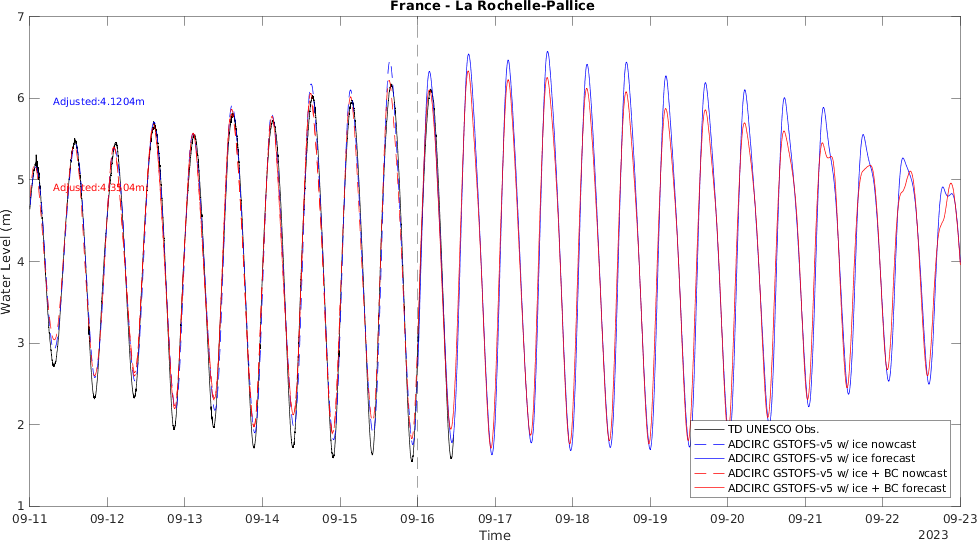 France - La Rochelle-Pallice
7
6
5
4
3
2
1
Water Level (m)
Adjusted:4.1204m
Adjusted:4.3504m
TD UNESCO Obs.
ADCIRC GSTOFS-v5 w/ ice nowcast
ADCIRC GSTOFS-v5 w/ ice forecast
ADCIRC GSTOFS-v5 w/ ice + BC nowcast
ADCIRC GSTOFS-v5 w/ ice + BC forecast
09-11 09-12 09-13 09-14 09-15 09-16 09-17 09-18 09-19 09-20 09-21 09-22 09-23
Time
2023